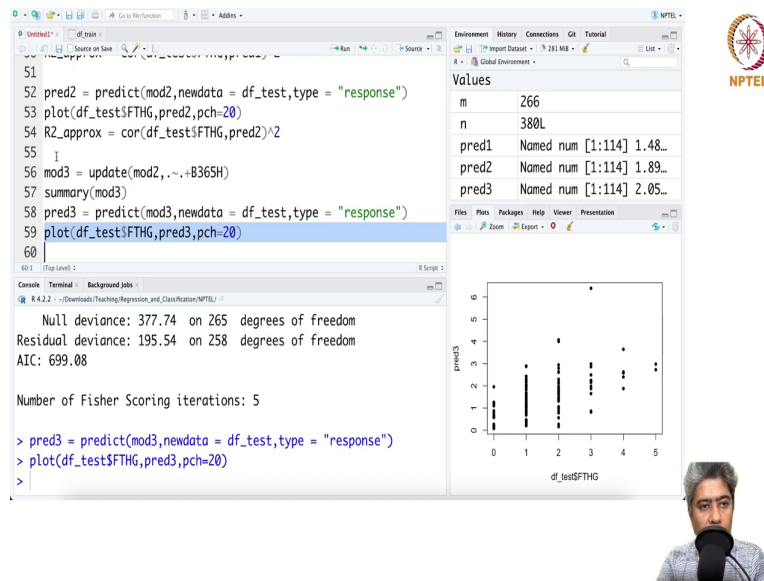 Go to file/function
Addins
NPTEL
Untitled1*
df_train
Source on Save
Run
Source
51
52 pred2 = predict(mod2,newdata = df_test,type = "response")
53 plot(df_test$FTHG,pred2,pch=20)
54 R2_approx = cor(df_test$FTHG,pred2)^2
55
56 mod3 = update(mod2,.~.+B365H)
57 summary(mod3)
58 pred3 = predict(mod3,newdata = df_test,type = "response")
59 plot(df_test$FTHG,pred3,pch=20)
60
60:1 (Top Level)
R Script
Console Terminal Background Jobs
R 4.2.2 · ~/Downloads/Teaching/Regression_and_Classification/NPTEL/
Null deviance: 377.74 on 265 degrees of freedom
Residual deviance: 195.54 on 258 degrees of freedom
AIC: 699.08
Number of Fisher Scoring iterations: 5
> pred3 = predict(mod3,newdata = df_test,type = "response")
> plot(df_test$FTHG,pred3,pch=20)
>
Environment History Connections Git Tutorial
Import Dataset
281 MiB
List
R
Global Environment
Values
m 266
n 380L
pred1 Named num [1:114] 1.48…
pred2 Named num [1:114] 1.89…
pred3 Named num [1:114] 2.05…
Files Plots Packages Help Viewer Presentation
Zoom
Export
6
5
4
3
2
1
0
pred3
0 1 2 3 4 5
df_test$FTHG
NPTEL